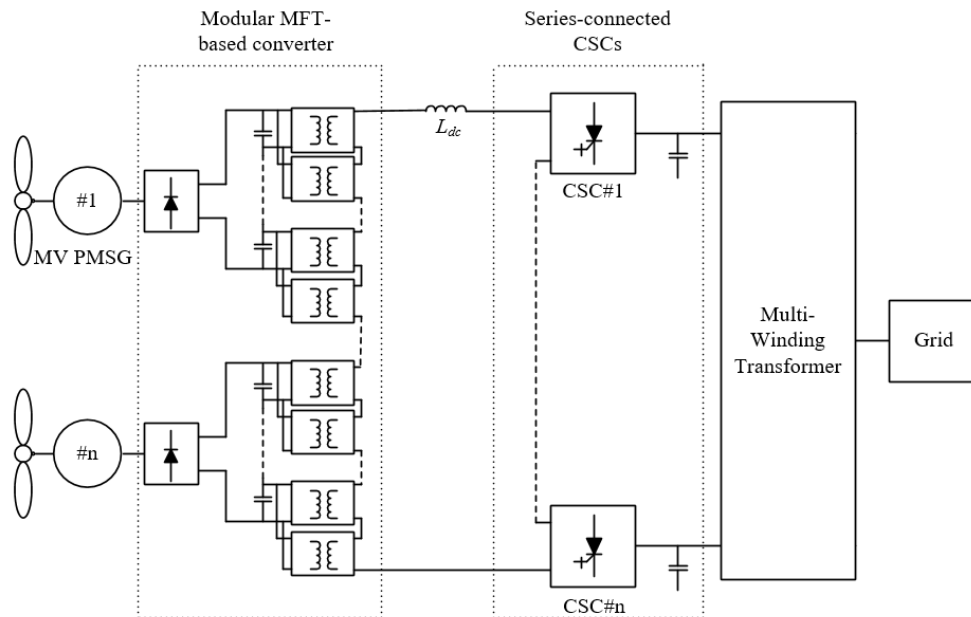 Modular MFT-
based converter
Series-connected
CSCs
L_dc
#1
MV PMSG
CSC#1
Multi-
Winding
Transformer
Grid
#n
CSC#n